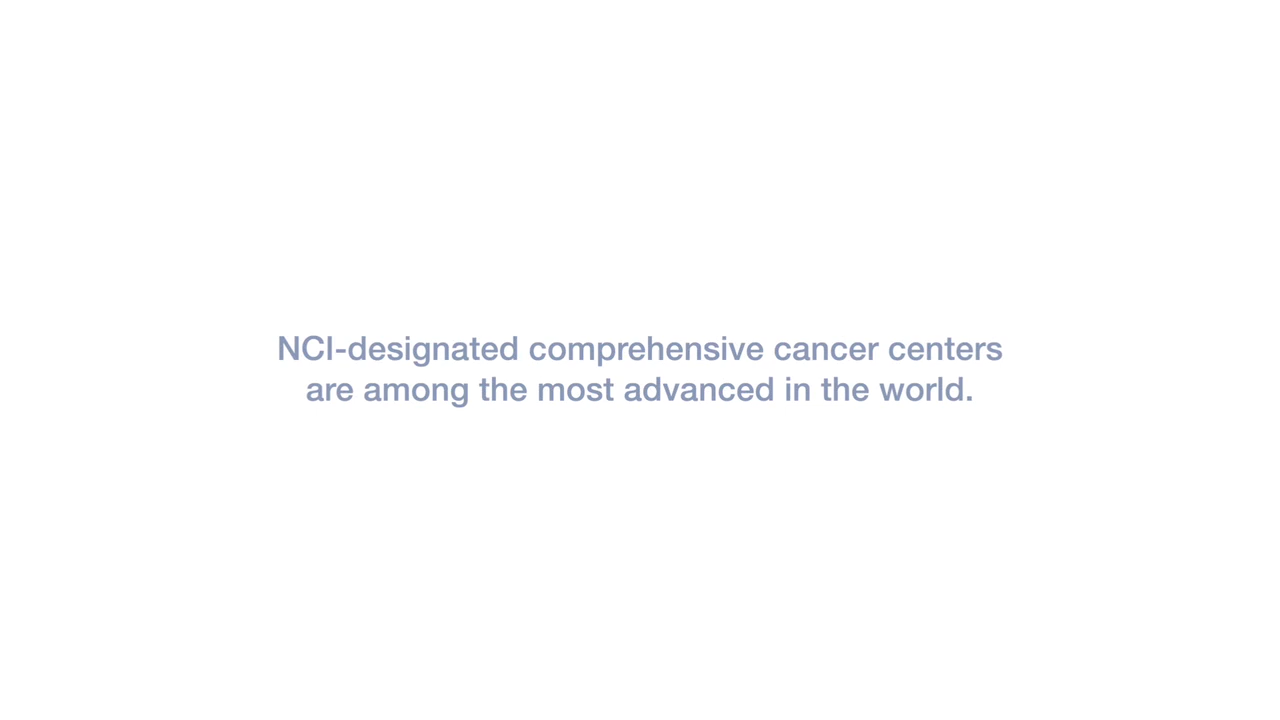 NCI-designated comprehensive cancer centers
are among the most advanced in the world.